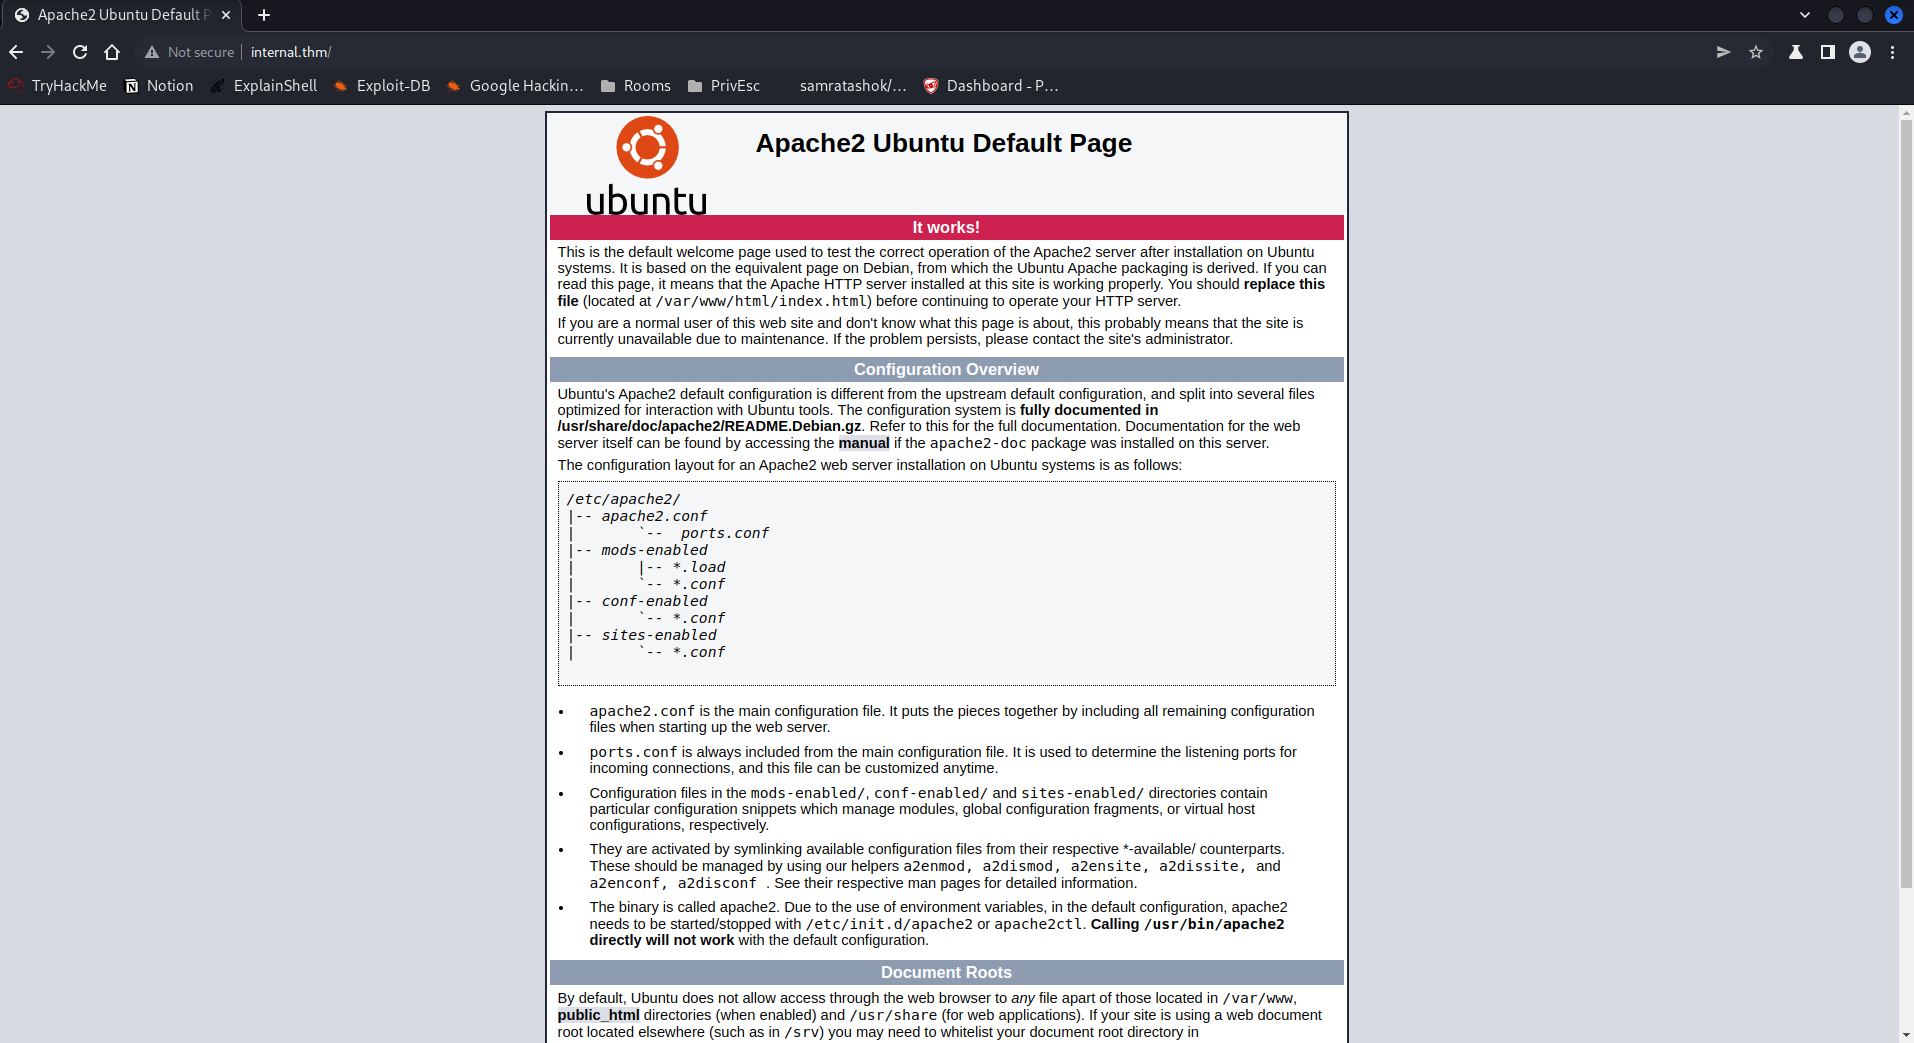 Apache2 Ubuntu Default P
Not secure internal.thm/
TryHackMe Notion ExplainShell Exploit-DB Google Hackin... Rooms PrivEsc samratashok/... Dashboard - P...
Apache2 Ubuntu Default Page
ubuntu
It works!
This is the default welcome page used to test the correct operation of the Apache2 server after installation on Ubuntu
systems. It is based on the equivalent page on Debian, from which the Ubuntu Apache packaging is derived. If you can
read this page, it means that the Apache HTTP server installed at this site is working properly. You should replace this
file (located at /var/www/html/index.html) before continuing to operate your HTTP server.
If you are a normal user of this web site and don't know what this page is about, this probably means that the site is
currently unavailable due to maintenance. If the problem persists, please contact the site's administrator.
Configuration Overview
Ubuntu's Apache2 default configuration is different from the upstream default configuration, and split into several files
optimized for interaction with Ubuntu tools. The configuration system is fully documented in
/usr/share/doc/apache2/README.Debian.gz. Refer to this for the full documentation. Documentation for the web
server itself can be found by accessing the manual if the apache2-doc package was installed on this server.
The configuration layout for an Apache2 web server installation on Ubuntu systems is as follows:
/etc/apache2/
|-- apache2.conf
|       `--  ports.conf
|-- mods-enabled
|       |-- *.load
|       `-- *.conf
|-- conf-enabled
|       `-- *.conf
|-- sites-enabled
|       `-- *.conf
• apache2.conf is the main configuration file. It puts the pieces together by including all remaining configuration
files when starting up the web server.
• ports.conf is always included from the main configuration file. It is used to determine the listening ports for
incoming connections, and this file can be customized anytime.
• Configuration files in the mods-enabled/, conf-enabled/ and sites-enabled/ directories contain
particular configuration snippets which manage modules, global configuration fragments, or virtual host
configurations, respectively.
• They are activated by symlinking available configuration files from their respective *-available/ counterparts.
These should be managed by using our helpers a2enmod, a2dismod, a2ensite, a2dissite, and
a2enconf, a2disconf . See their respective man pages for detailed information.
• The binary is called apache2. Due to the use of environment variables, in the default configuration, apache2
needs to be started/stopped with /etc/init.d/apache2 or apache2ctl. Calling /usr/bin/apache2
directly will not work with the default configuration.
Document Roots
By default, Ubuntu does not allow access through the web browser to any file apart of those located in /var/www,
public_html directories (when enabled) and /usr/share (for web applications). If your site is using a web document
root located elsewhere (such as in /srv) you may need to whitelist your document root directory in